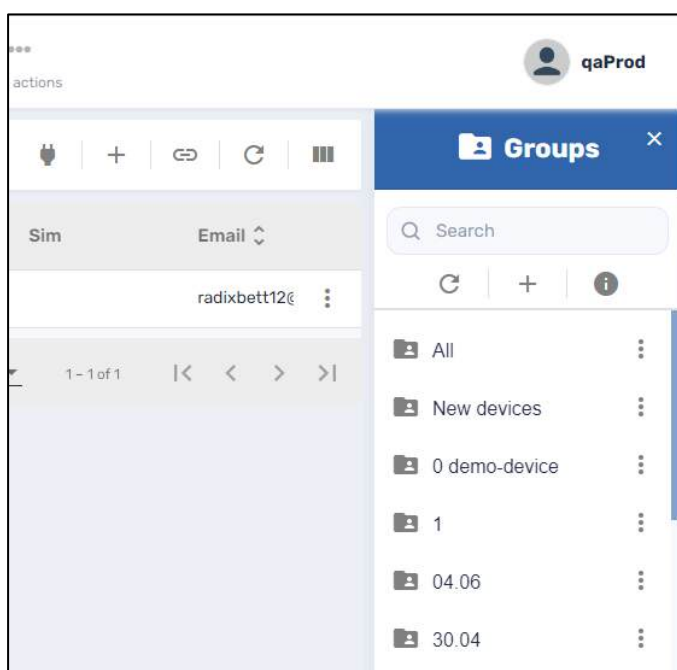 actions
qaProd
Groups
Sim Email
Search
radixbett12@
1 – 1 of 1
All
New devices
0 demo-device
1
04.06
30.04